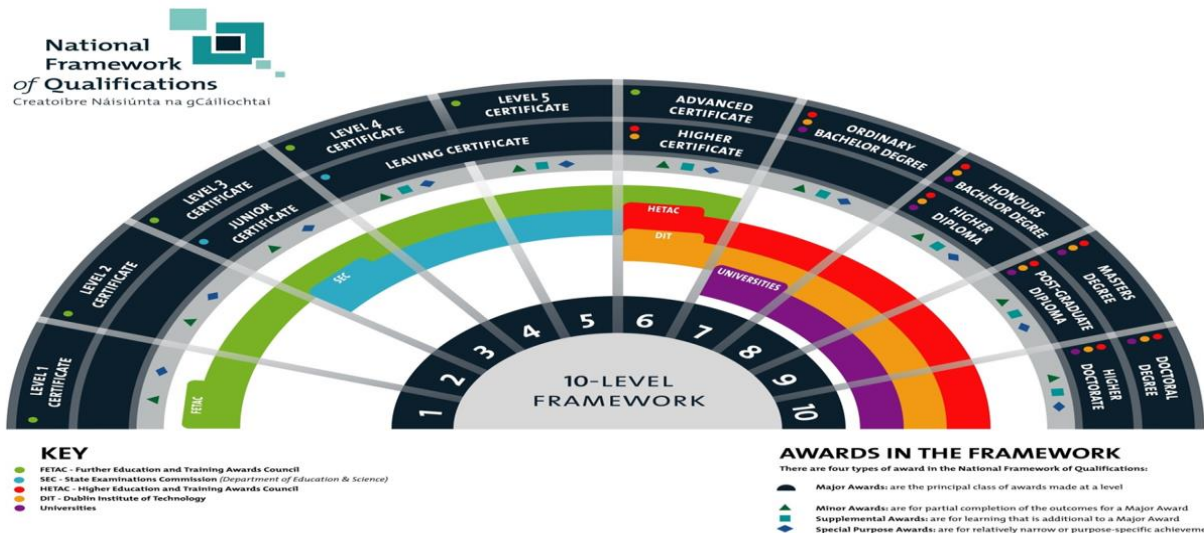 National
Framework
of Qualifications
Creatoibre Náisiúnta na gCáilíochtaí
LEVEL 1
CERTIFICATE
LEVEL 2
CERTIFICATE
LEVEL 3
CERTIFICATE
JUNIOR
CERTIFICATE
LEVEL 4
CERTIFICATE
LEVEL 5
CERTIFICATE
LEAVING CERTIFICATE
ADVANCED
CERTIFICATE
HIGHER
CERTIFICATE
ORDINARY
BACHELOR DEGREE
HONOURS
BACHELOR DEGREE
HIGHER
DIPLOMA
MASTERS
DEGREE
POST-GRADUATE
DIPLOMA
DOCTORAL
DEGREE
HIGHER
DOCTORATE
FETAC
SEC
HETAC
DIT
UNIVERSITIES
1
2
3
4
5
6
7
8
9
10
10-LEVEL
FRAMEWORK
KEY
FETAC - Further Education and Training Awards Council
SEC - State Examinations Commission (Department of Education & Science)
HETAC - Higher Education and Training Awards Council
DIT - Dublin Institute of Technology
Universities
AWARDS IN THE FRAMEWORK
There are four types of award in the National Framework of Qualifications:
Major Awards: are the principal class of awards made at a level
Minor Awards: are for partial completion of the outcomes for a Major Award
Supplemental Awards: are for learning that is additional to a Major Award
Special Purpose Awards: are for relatively narrow or purpose-specific achieveme